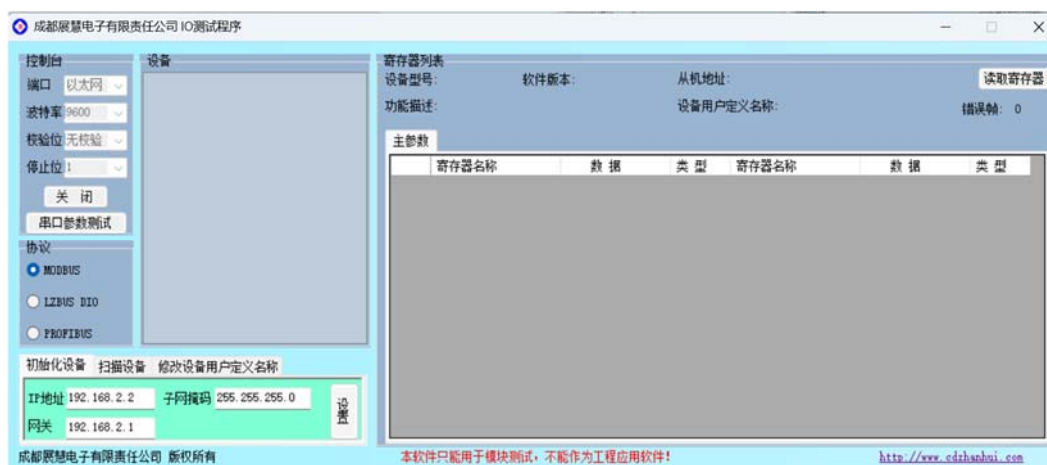 成都展慧电子有限责任公司 IO测试程序
控制台
端口 以太网
波特率 9600
校验位 无校验
停止位 1
关 闭
串口参数测试
协议
MODBUS
LZBUS DIO
PROFIBUS
设备
初始化设备 扫描设备 修改设备用户定义名称
IP地址 192.168.2.2 子网掩码 255.255.255.0
网关 192.168.2.1
设置
寄存器列表
设备型号: 软件版本: 从机地址: 读取寄存器
功能描述: 设备用户定义名称: 错误帧: 0
主参数
寄存器名称 数 据 类 型 寄存器名称 数 据 类 型
成都展慧电子有限责任公司 版权所有 本软件只能用于模块测试，不能作为工程应用软件! http://www.cdzhanhui.com